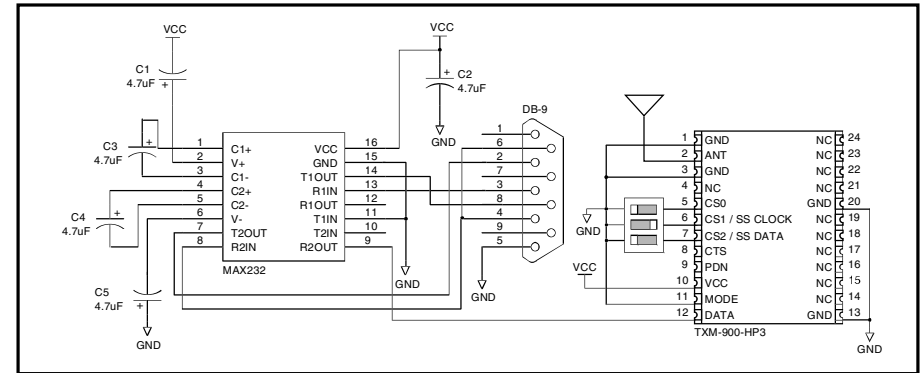 VCC
C1
4.7uF
+
C3
4.7uF
+
C4
4.7uF
+
C5
4.7uF
+
GND
1 C1+ VCC 16
2 V+ GND 15
3 C1- T1OUT 14
4 C2+ R1IN 13
5 C2- R1OUT 12
6 V- T1IN 11
7 T2OUT T2IN 10
8 R2IN R2OUT 9
MAX232
VCC
+
C2
4.7uF
GND
GND
DB-9
1
6
2
7
3
8
4
9
5
GND
GND
VCC
1 GND NC 24
2 ANT NC 23
3 GND NC 22
4 NC NC 21
5 CS0 GND 20
6 CS1 / SS CLOCK NC 19
7 CS2 / SS DATA NC 18
8 CTS NC 17
9 PDN NC 16
10 VCC NC 15
11 MODE NC 14
12 DATA GND 13
TXM-900-HP3
GND